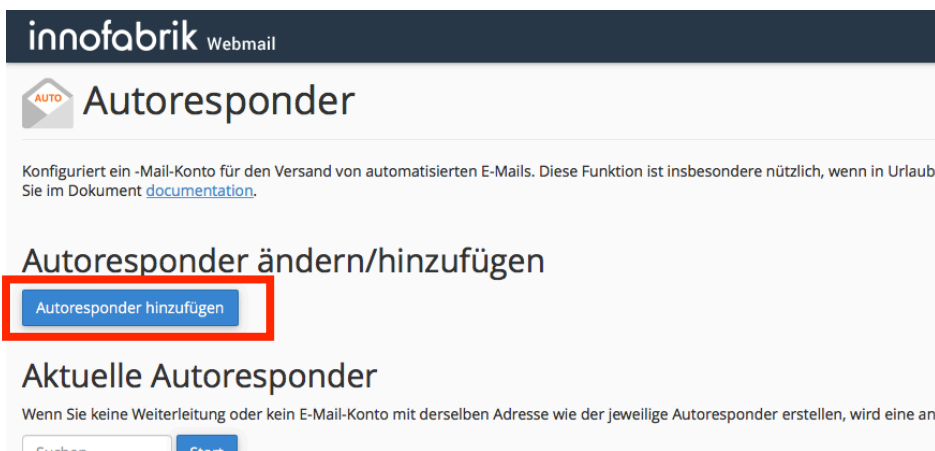 innofabrik Webmail
AUTO
Autoresponder
Konfiguriert ein -Mail-Konto für den Versand von automatisierten E-Mails. Diese Funktion ist insbesondere nützlich, wenn in Urlaub
Sie im Dokument documentation.
Autoresponder ändern/hinzufügen
Autoresponder hinzufügen
Aktuelle Autoresponder
Wenn Sie keine Weiterleitung oder kein E-Mail-Konto mit derselben Adresse wie der jeweilige Autoresponder erstellen, wird eine an
Suchen Start